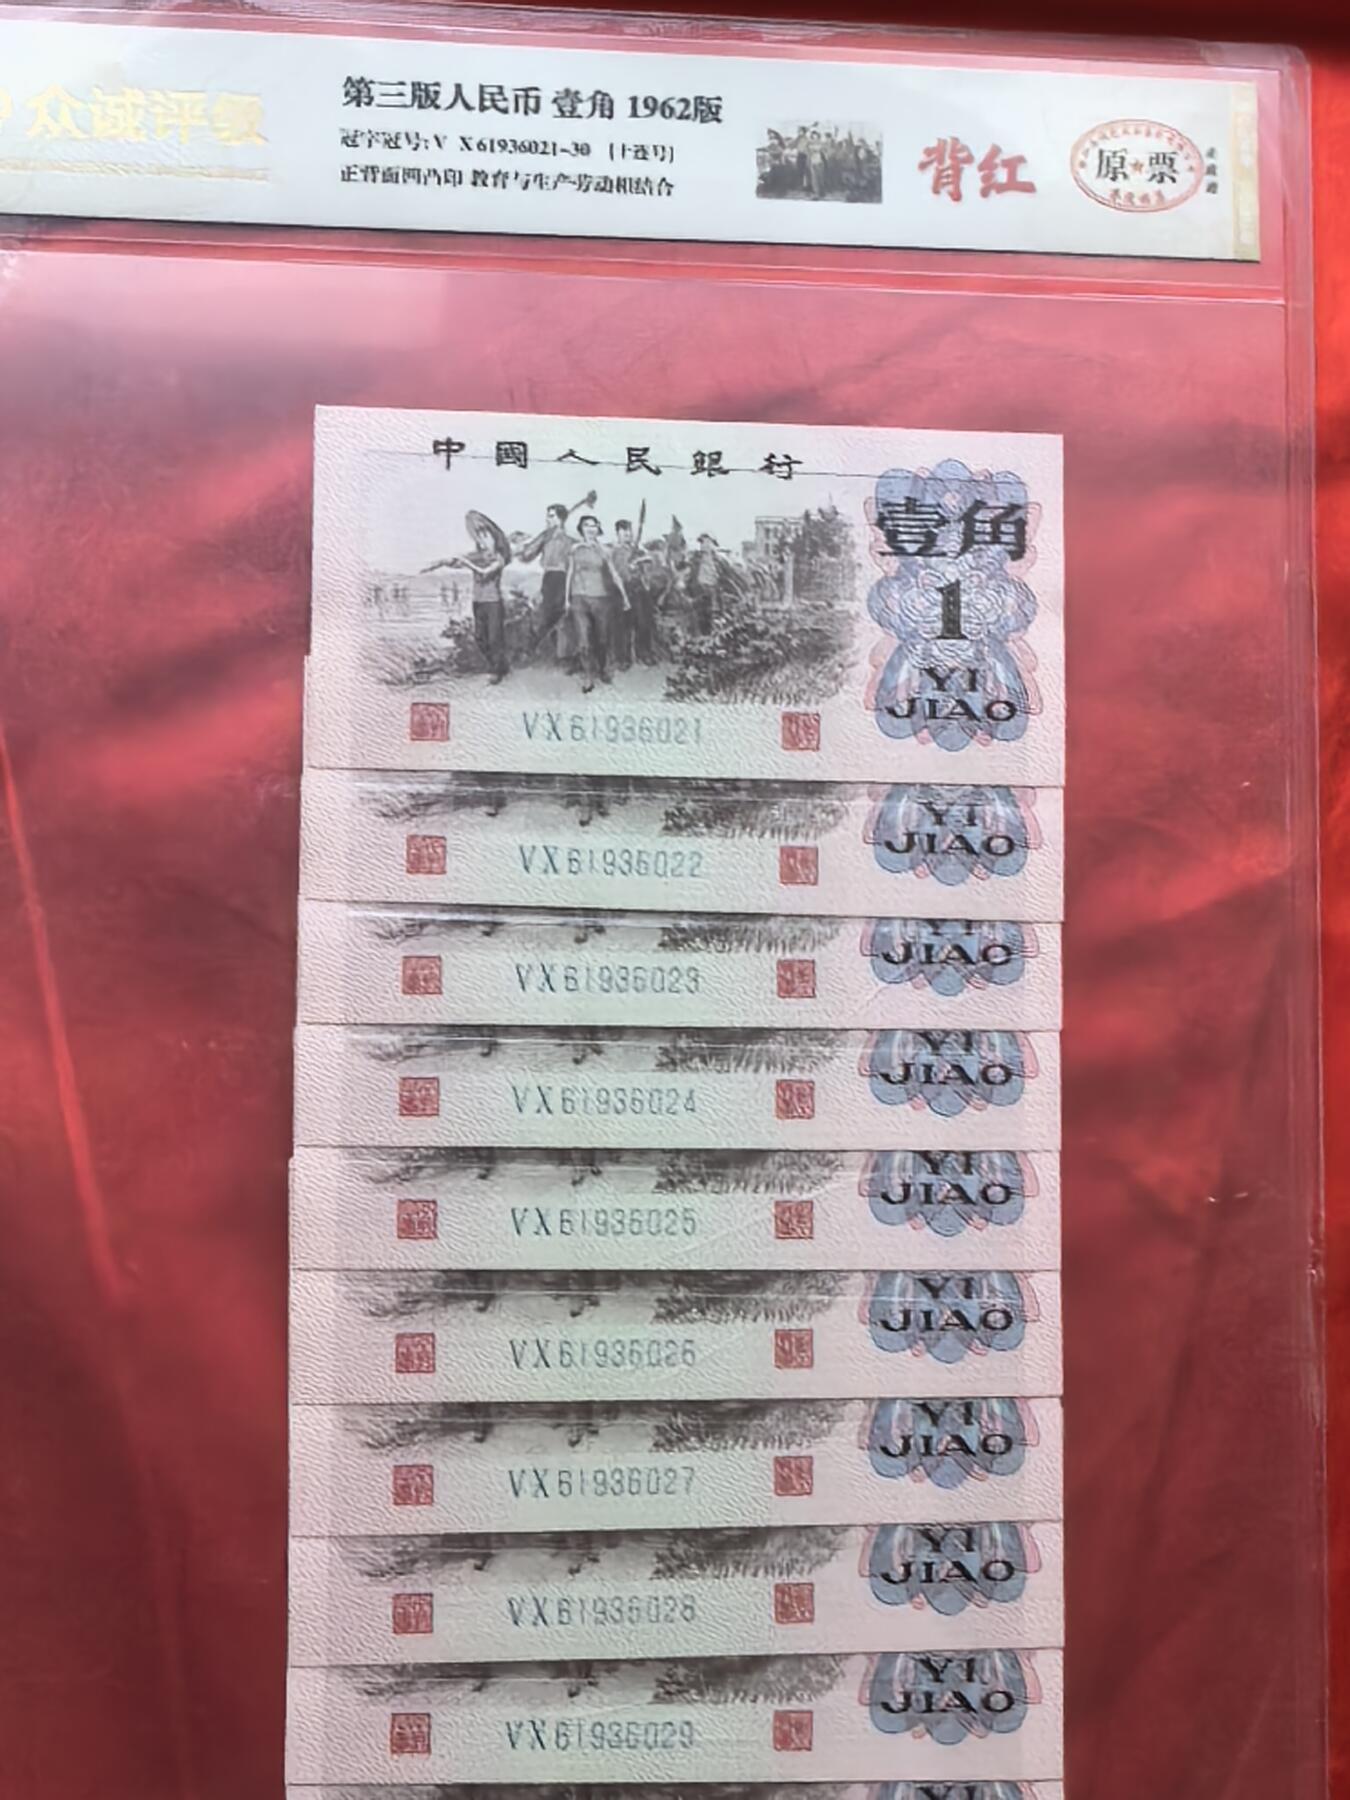 众诚评级
第三版人民币 壹角 1962版
冠字冠号:V X61936021-30 [十连号]
正背面凹凸印 教育与生产劳动相结合
背红
原★票
中國人民銀行
壹角
1
YI
JIAO
VX61936021
YI
JIAO
VX61936022
YI
JIAO
VX61936023
YI
JIAO
VX61936024
YI
JIAO
VX61936025
YI
JIAO
VX61936026
YI
JIAO
VX61936027
YI
JIAO
VX61936028
YI
JIAO
VX61936029
YI